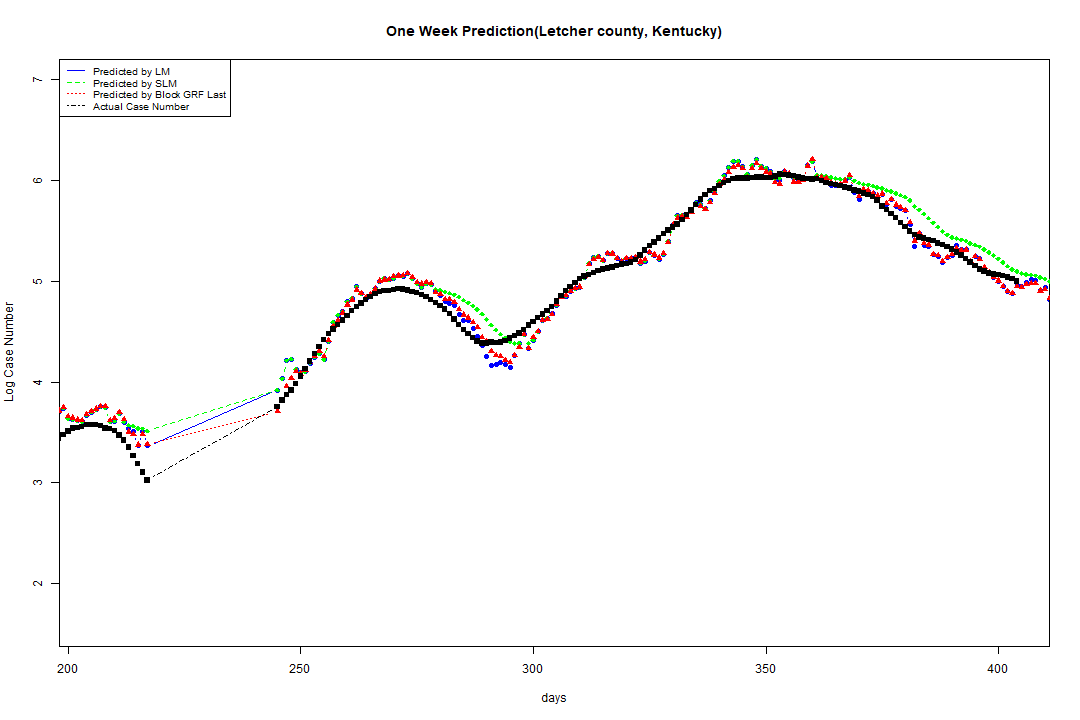 One Week Prediction(Letcher county, Kentucky)
Predicted by LM
Predicted by SLM
Predicted by Block GRF Last
Actual Case Number
7
6
5
4
3
2
Log Case Number
200 250 300 350 400
days